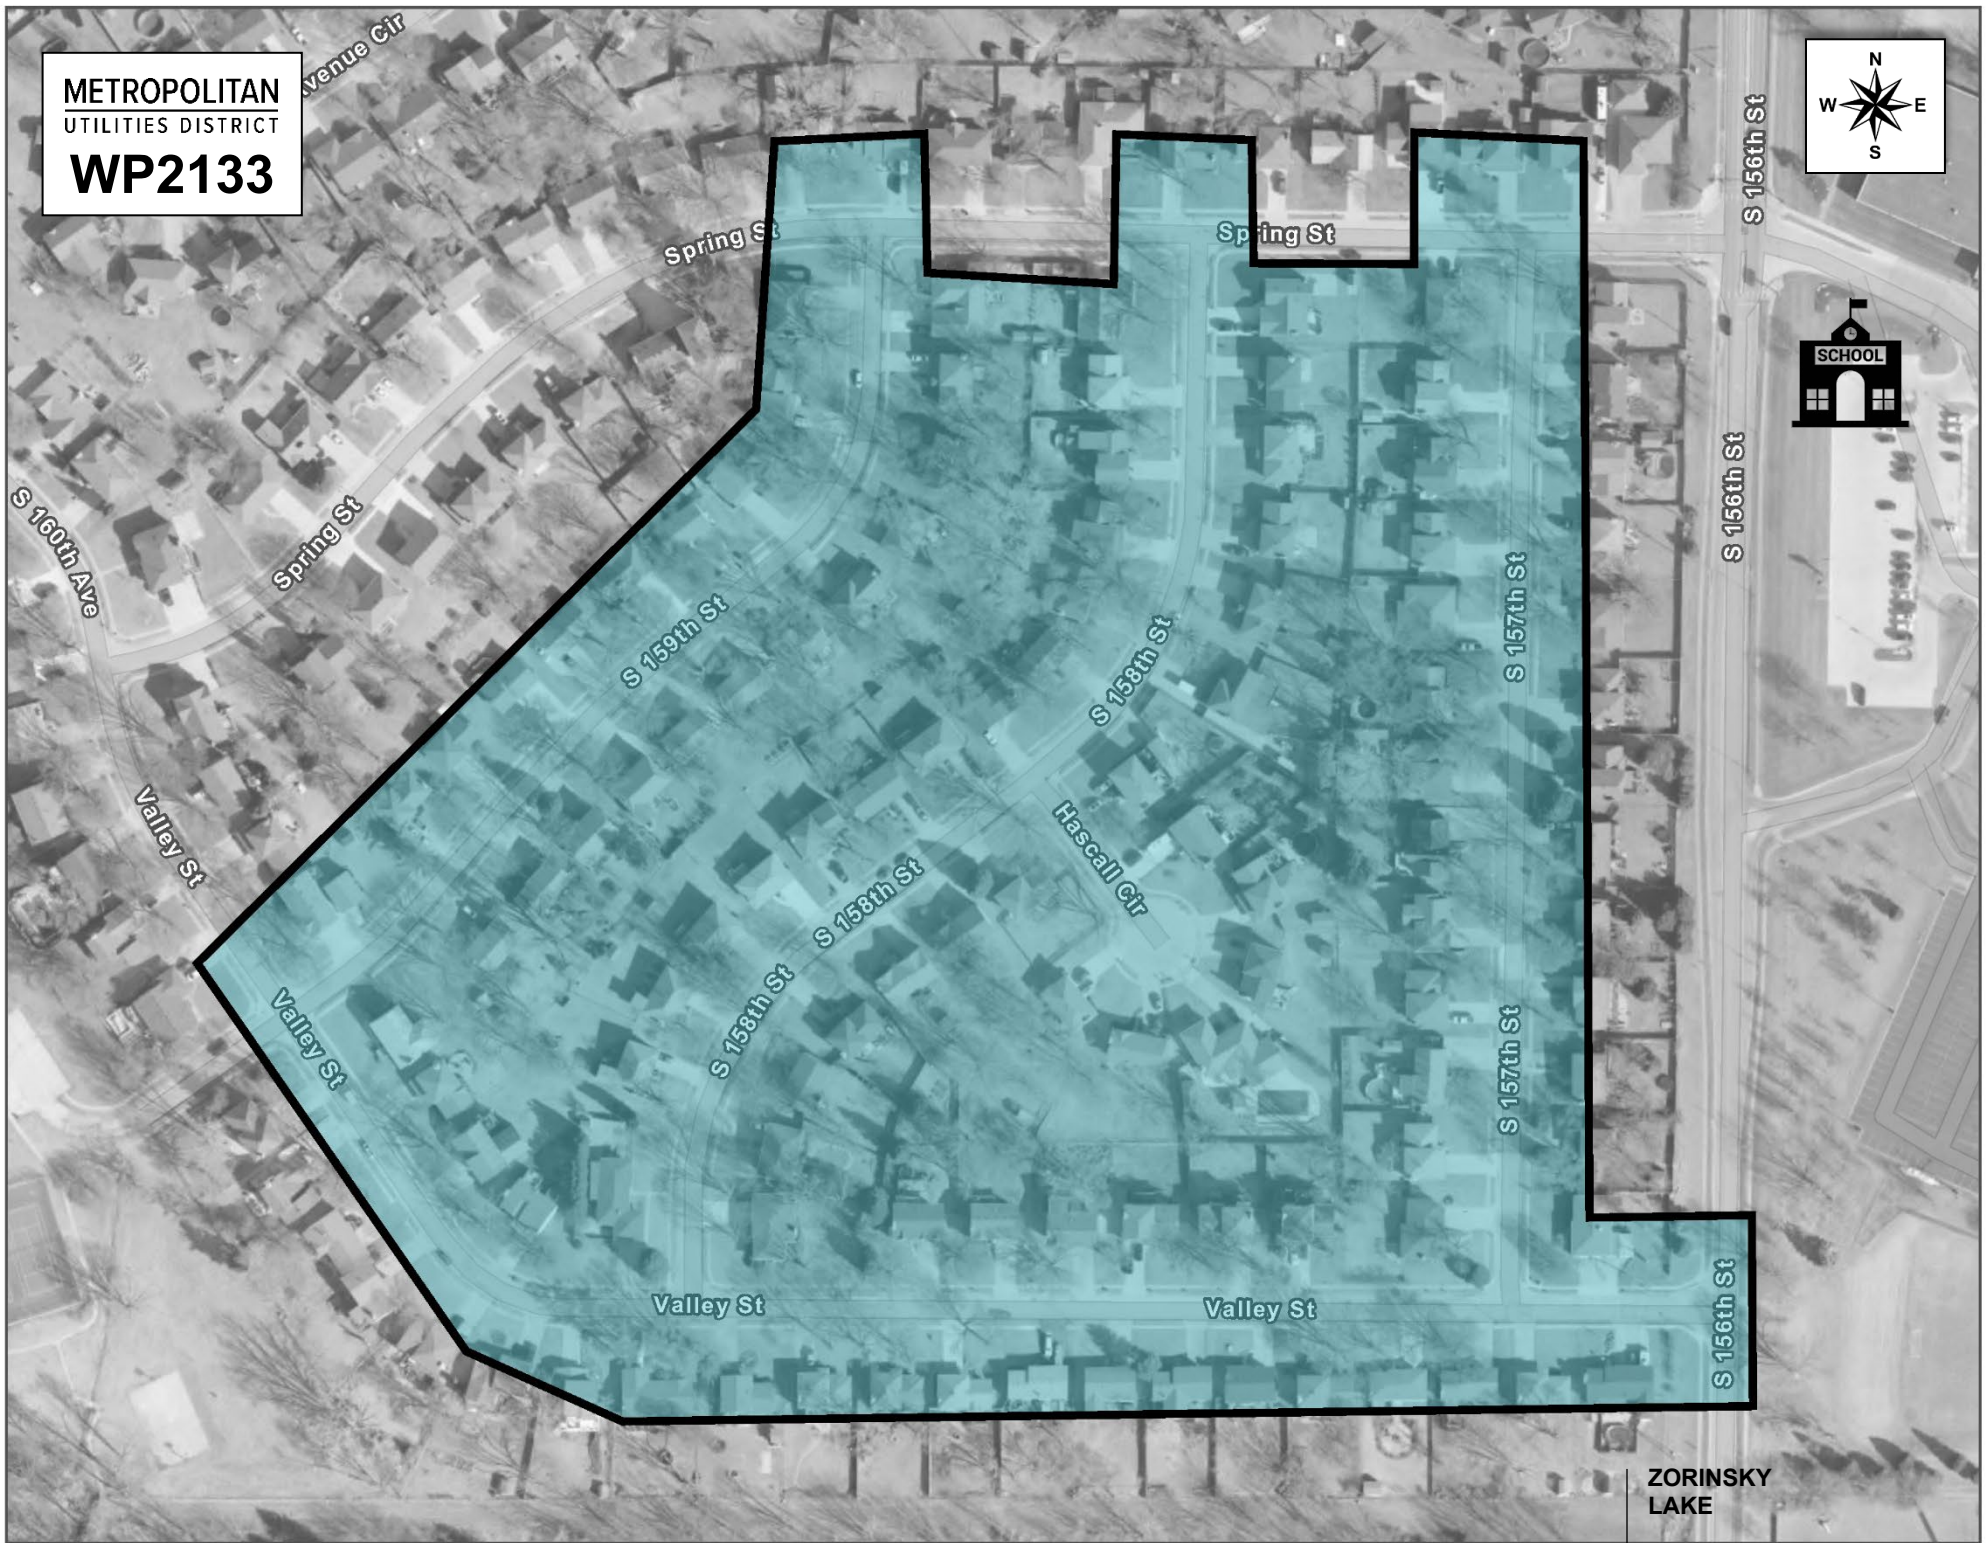 venue Cir
METROPOLITAN
UTILITIES DISTRICT
WP2133
N
W
E
S
S 156th St
Spring St
Spring St
SCHOOL
S 156th St
S 160th Ave
Spring St
S 159th St
S 158th St
S 157th St
Valley St
Hascall Cir
S 158th St
S 158th St
Valley St
S 157th St
Valley St
Valley St
S 156th St
ZORINSKY
LAKE